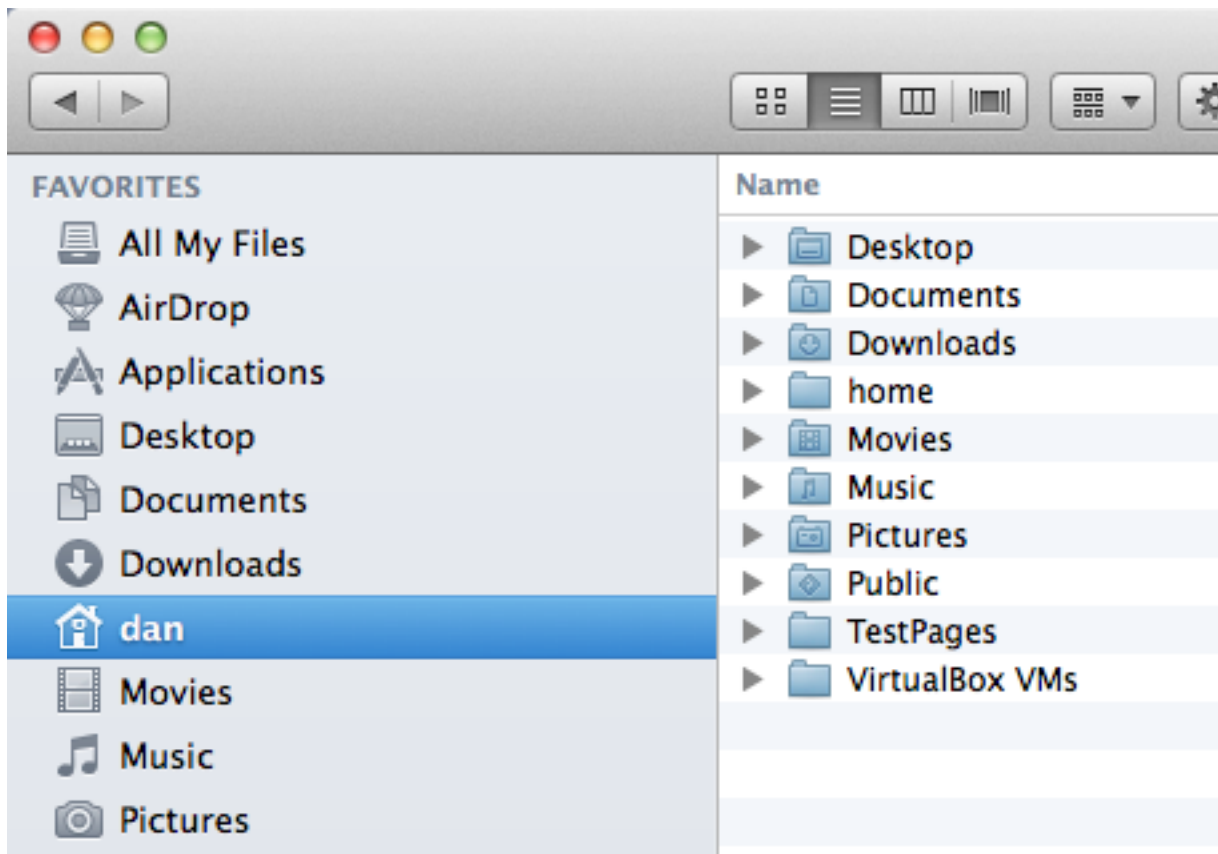 FAVORITES
All My Files
AirDrop
Applications
Desktop
Documents
Downloads
dan
Movies
Music
Pictures
Name
Desktop
Documents
Downloads
home
Movies
Music
Pictures
Public
TestPages
VirtualBox VMs